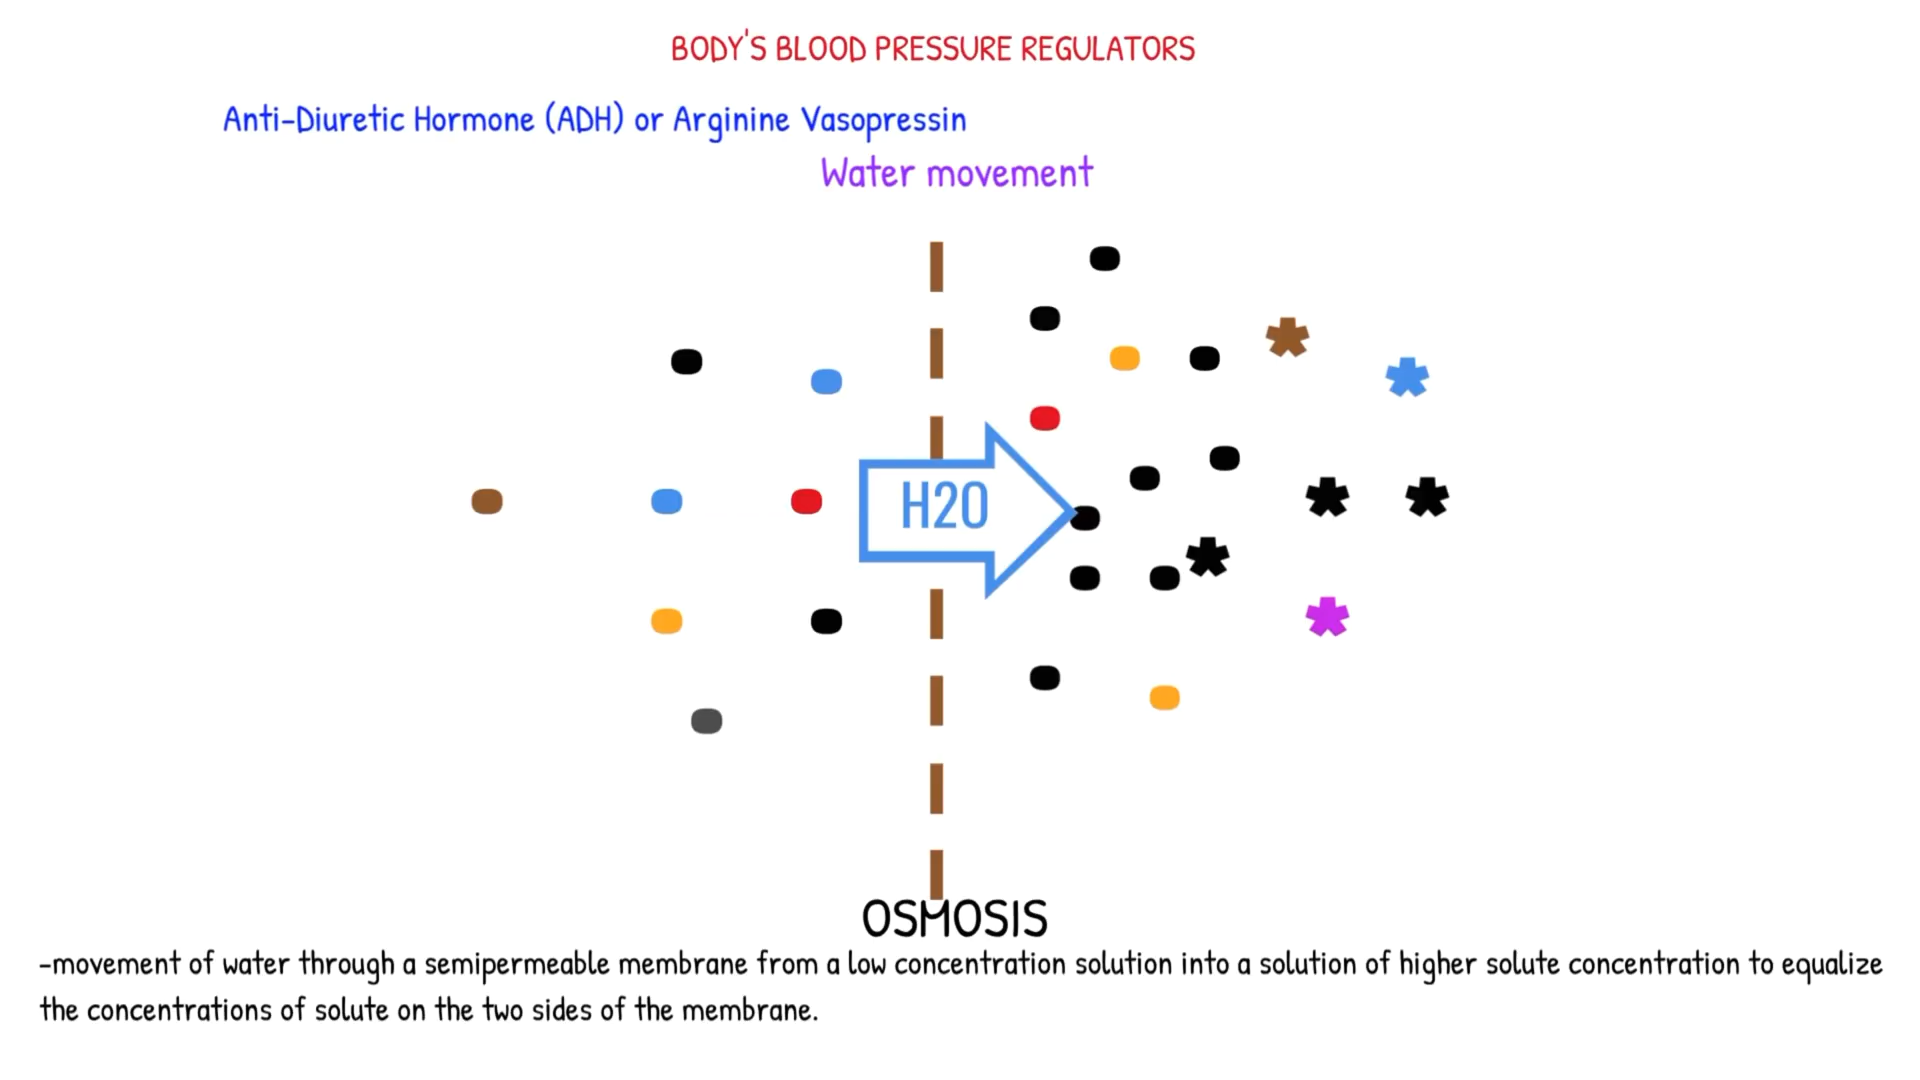 BODY'S BLOOD PRESSURE REGULATORS
Anti-Diuretic Hormone (ADH) or Arginine Vasopressin
Water movement
H2O
OSMOSIS
-movement of water through a semipermeable membrane from a low concentration solution into a solution of higher solute concentration to equalize
the concentrations of solute on the two sides of the membrane.